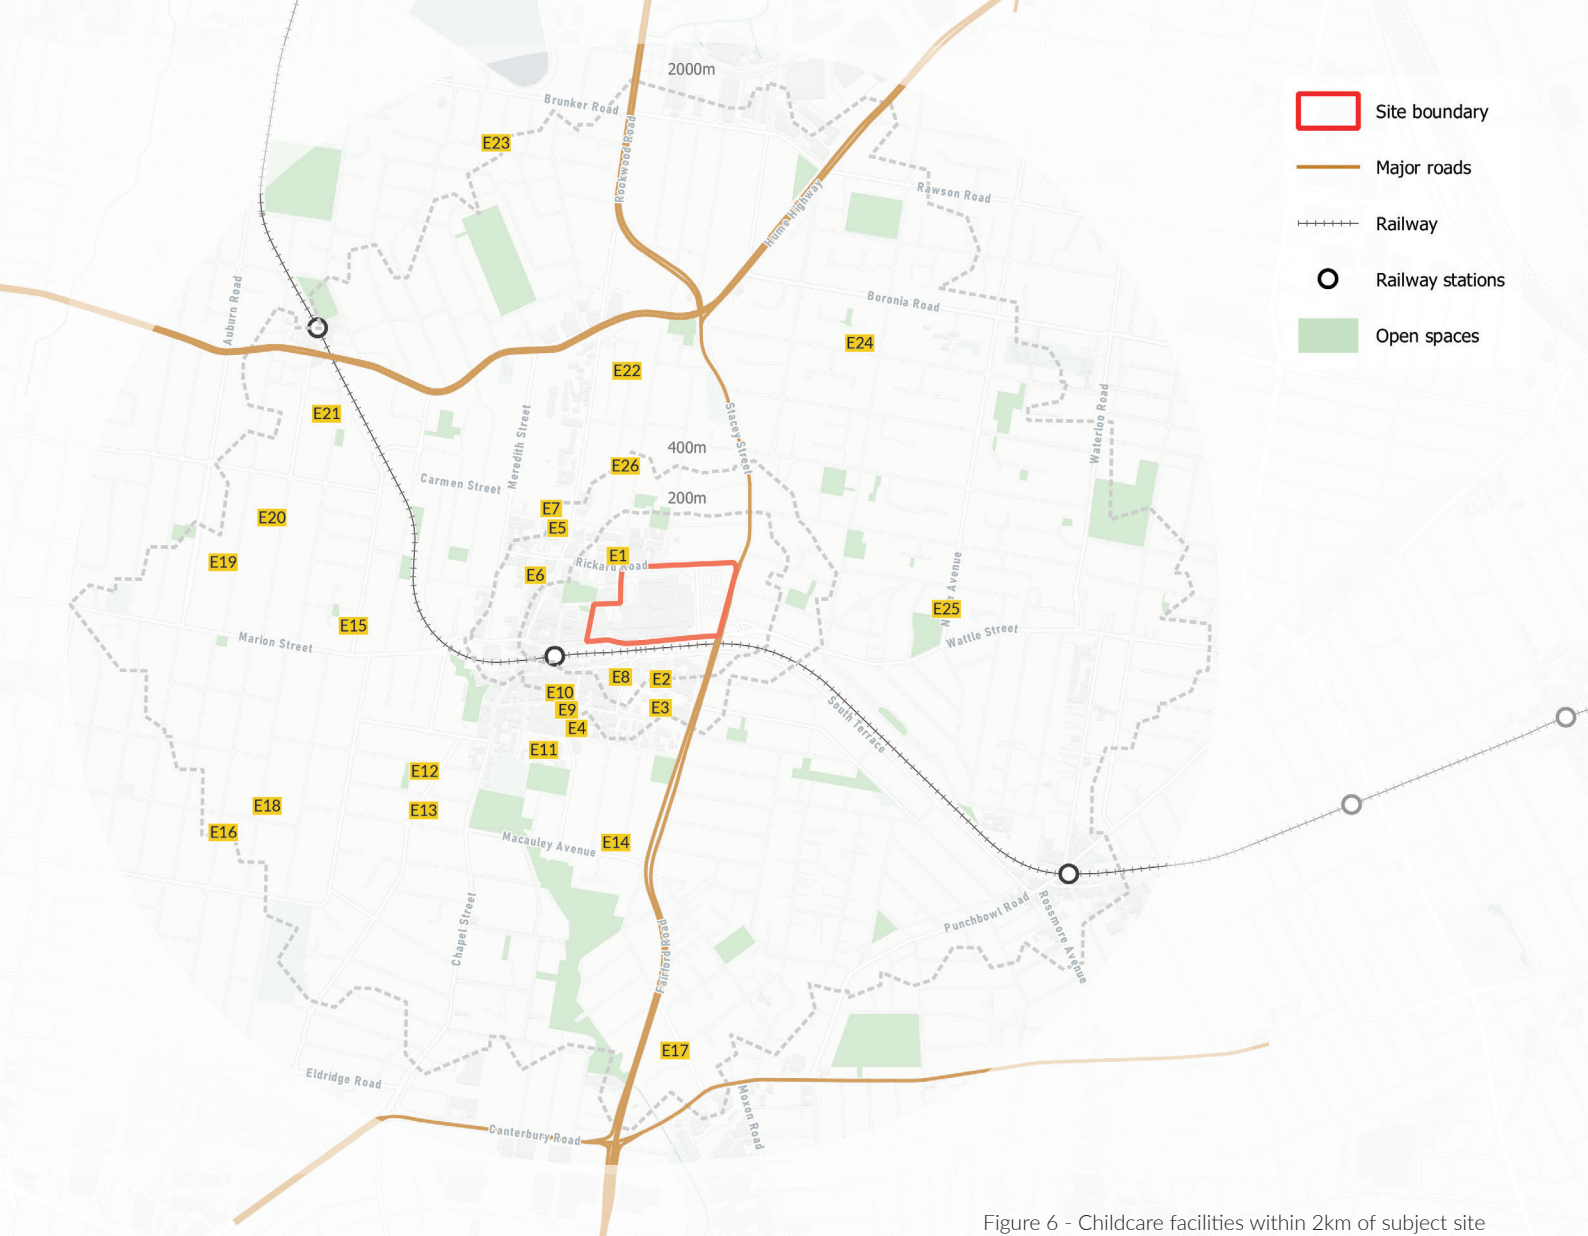 2000m
Brunker Road
E23
Rookwood Road
Hume Highway
Rawson Road
Auburn Road
Boronia Road
E24
E22
E21
Stacey Street
Waterloo Road
Meredith Street
400m
E26
Carmen Street
200m
E7
E5
E20
E1
E19
Rickard Road
E6
E25
E15
Marion Street
Wattle Street
Avenue
E8
E2
E10
E9
E3
E4
South Terrace
E11
E12
E18
E13
E16
Macauley Avenue
E14
Chapel Street
Punchbowl Road
Rossmore Avenue
Fairford Road
E17
Eldridge Road
Moxon Road
Canterbury Road
Site boundary
Major roads
Railway
Railway stations
Open spaces
Figure 6 - Childcare facilities within 2km of subject site